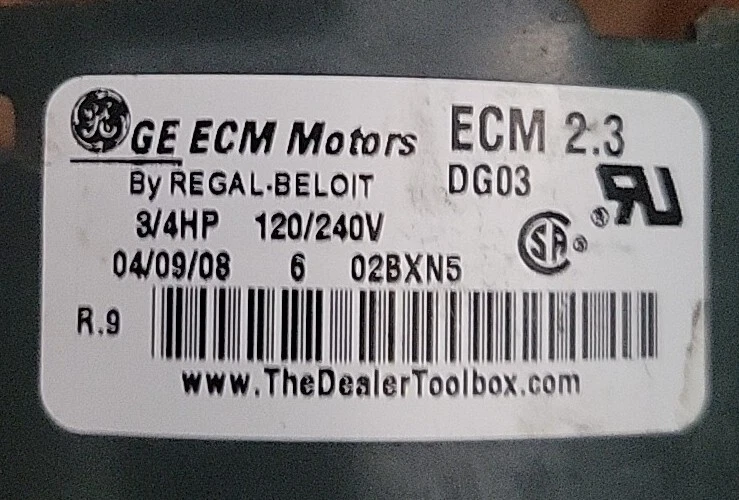 GE ECM Motors ECM 2.3
By REGAL-BELOIT DG03
3/4HP 120/240V
04/09/08 6 02BXN5
R.9
www.TheDealerToolbox.com